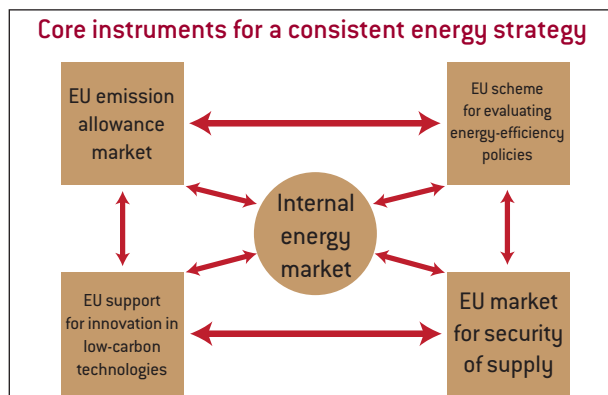 Core instruments for a consistent energy strategy
EU emission
allowance
market
EU scheme
for evaluating
energy-efficiency
policies
Internal
energy
market
EU support
for innovation in
low-carbon
technologies
EU market
for security
of supply